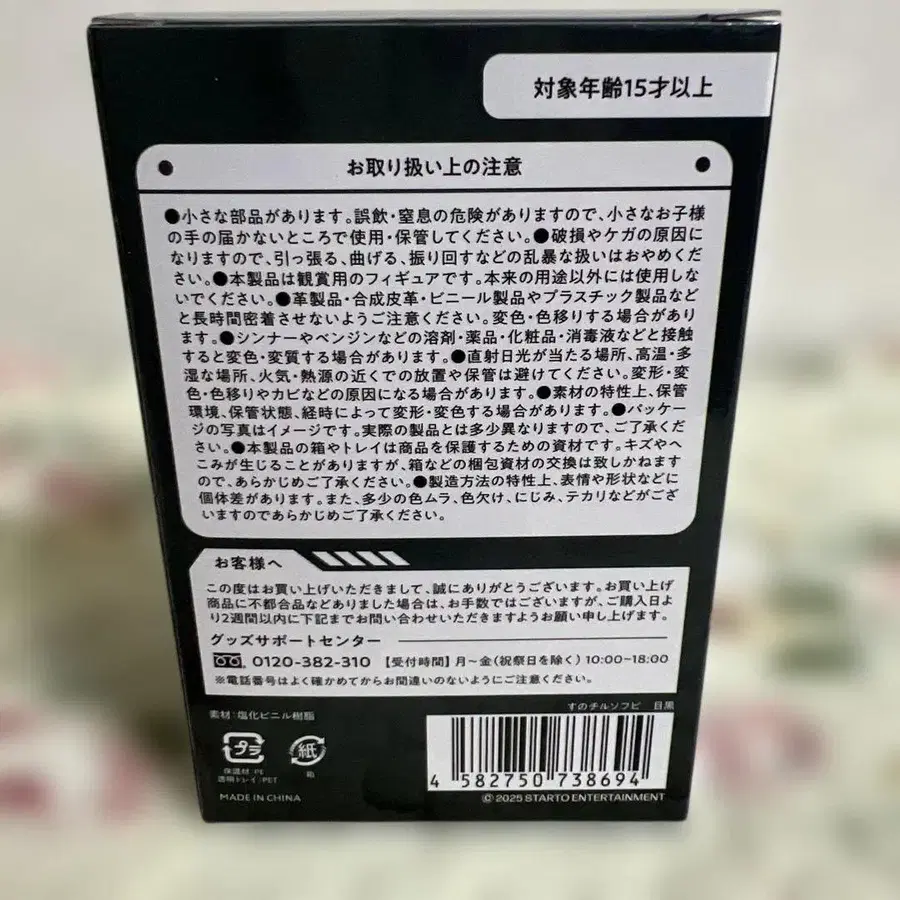 対象年齢15才以上
お取り扱い上の注意
●小さな部品があります。誤飲・窒息の危険がありますので、小さなお子様
の手の届かないところで使用・保管してください。●破損やケガの原因に
なりますので、引っ張る、曲げる、振り回すなどの乱暴な扱いはおやめくだ
さい。●本製品は観賞用のフィギュアです。本来の用途以外には使用しな
いでください。●革製品・合成皮革・ビニール製品やプラスチック製品など
と長時間密着させないようご注意ください。変色・色移りする場合があり
ます。●シンナーやベンジンなどの溶剤・薬品・化粧品・消毒液などと接触
すると変色・変質する場合があります。●直射日光が当たる場所、高温・多
湿な場所、火気・熱源の近くでの放置や保管は避けてください。変形・変
色・色移りやカビなどの原因になる場合があります。●素材の特性上、保管
環境、保管状態、経時によって変形・変色する場合があります。●パッケー
ジの写真はイメージです。実際の製品とは多少異なりますので、ご了承くだ
さい。●本製品の箱やトレイは商品を保護するための資材です。キズやへ
こみが生じることがありますが、箱などの梱包資材の交換は致しかねます
ので、あらかじめご了承ください。●製造方法の特性上、表情や形状などに
個体差があります。また、多少の色ムラ、色欠け、にじみ、テカリなどがござ
いますのであらかじめご了承ください。
お客様へ
この度はお買い上げいただきまして、誠にありがとうございます。お買い上げ
商品に不都合品などありました場合は、お手数ではございますが、ご購入日よ
り2週間以内に下記までお問い合わせいただきますようお願い申し上げます。
グッズサポートセンター
0120-382-310 【受付時間】月～金(祝祭日を除く) 10:00~18:00
※電話番号はよく確かめてからお間違いのないようにご注意ください。
素材:塩化ビニル樹脂
すのチルソフビ 目黒
プラ
紙
保温材:PE
透明トレイ:PET
箱
MADE IN CHINA
4 582750 738694
© 2025 STARTO ENTERTAINMENT